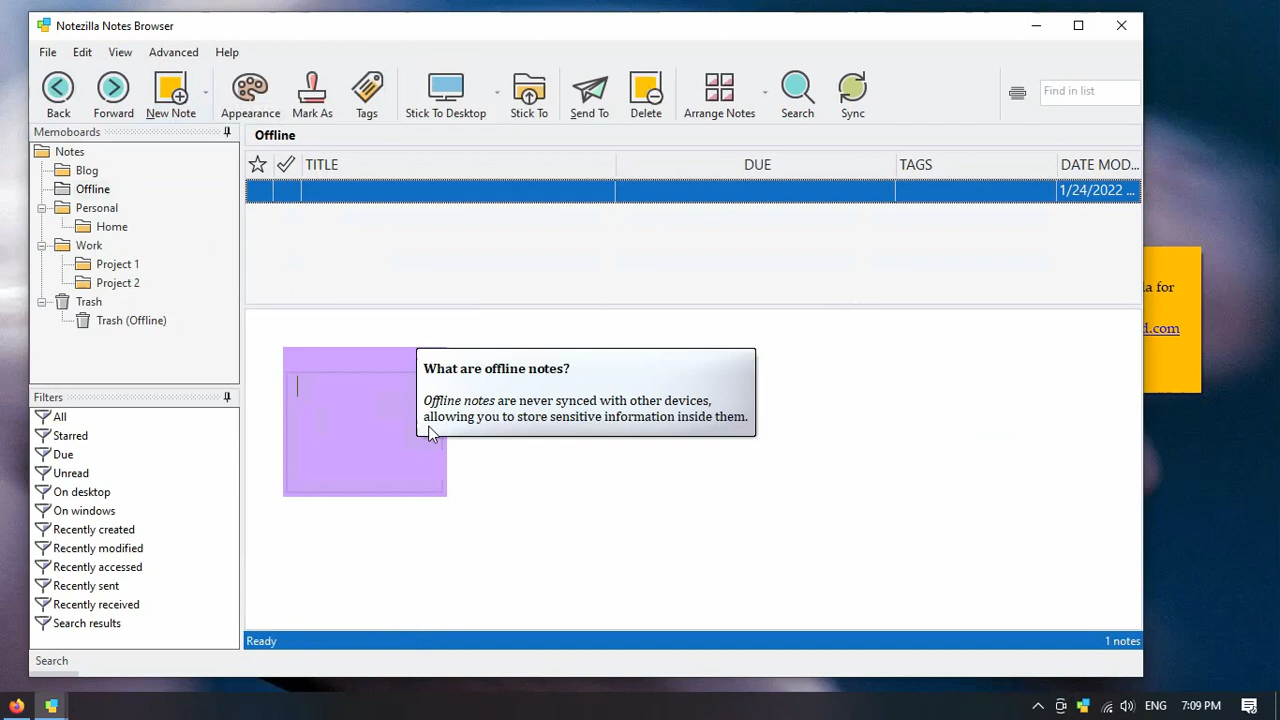 Notezilla Notes Browser
File Edit View Advanced Help
Back Forward New Note Appearance Mark As Tags Stick To Desktop Stick To Send To Delete Arrange Notes Search Sync Find in list
Memoboards
Offline
Notes
Blog
Offline
Personal
Home
Work
Project 1
Project 2
Trash
Trash (Offline)
TITLE DUE TAGS DATE MOD...
1/24/2022 ...
What are offline notes?
Offline notes are never synced with other devices,
allowing you to store sensitive information inside them.
Filters
All
Starred
Due
Unread
On desktop
On windows
Recently created
Recently modified
Recently accessed
Recently sent
Recently received
Search results
Ready 1 notes
Search
for
.com
ENG 7:09 PM